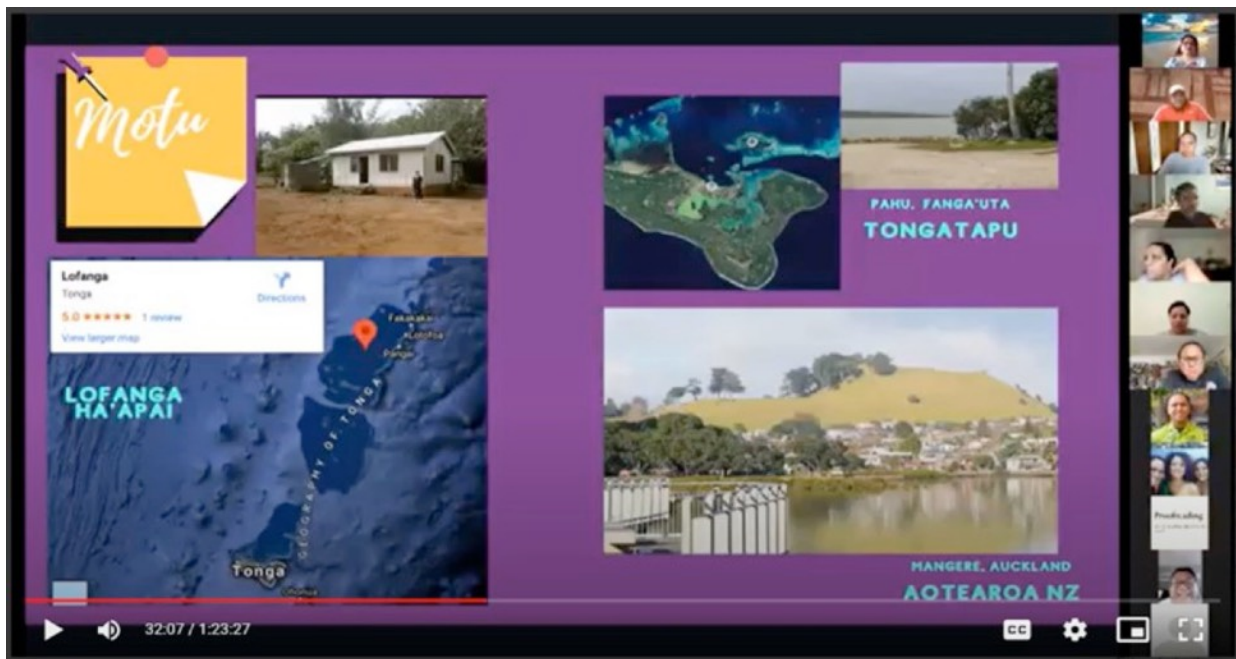 Motu
Lofanga
Tonga
5.0 ★★★★★ 1 review
View larger map
Directions
LOFANGA
HA'APAI
Pangai
GEOGRAPHY OF TONGA
Tonga
PAHU, FANGA'UTA
TONGATAPU
MANGERE, AUCKLAND
AOTEAROA NZ
32:07 / 1:23:27
CC